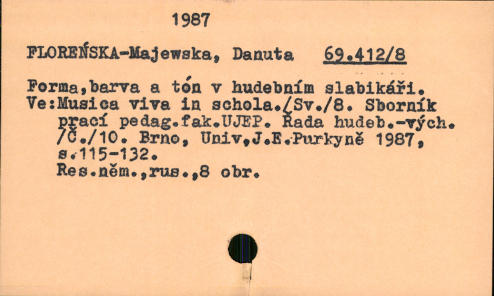 1987
FLOREŃSKA-Majewska, Danuta 69.412/8
Forma,barva a tón v hudebním slabikáři.
Ve:Musica viva in schola./Sv./8. Sborník
prací pedag.fak.UJEP. Řada hudeb.-vých.
/Č./10. Brno, Univ,J.E.Purkyně 1987,
s.115-132.
Res.něm.,rus.,8 obr.